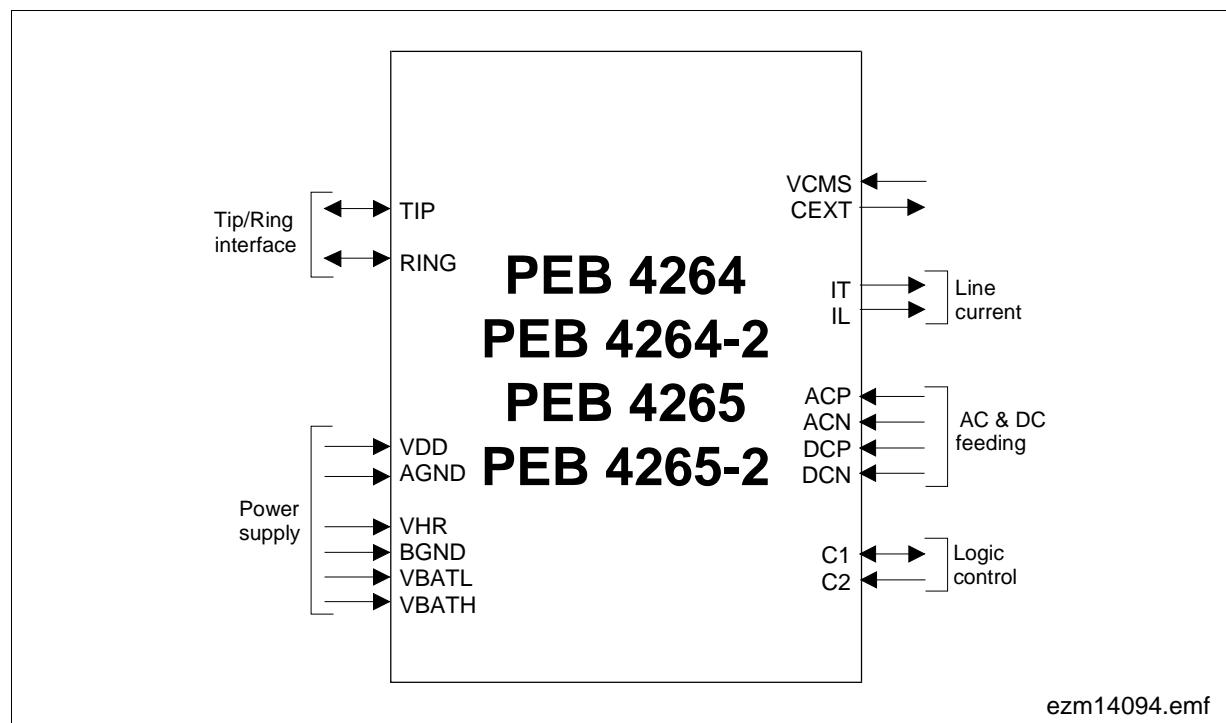 Tip/Ring
interface
TIP
RING
Power
supply
VDD
AGND
VHR
BGND
VBATL
VBATH
PEB 4264
PEB 4264-2
PEB 4265
PEB 4265-2
VCMS
CEXT
IT
IL
Line
current
ACP
ACN
DCP
DCN
AC & DC
feeding
C1
C2
Logic
control
ezm14094.emf